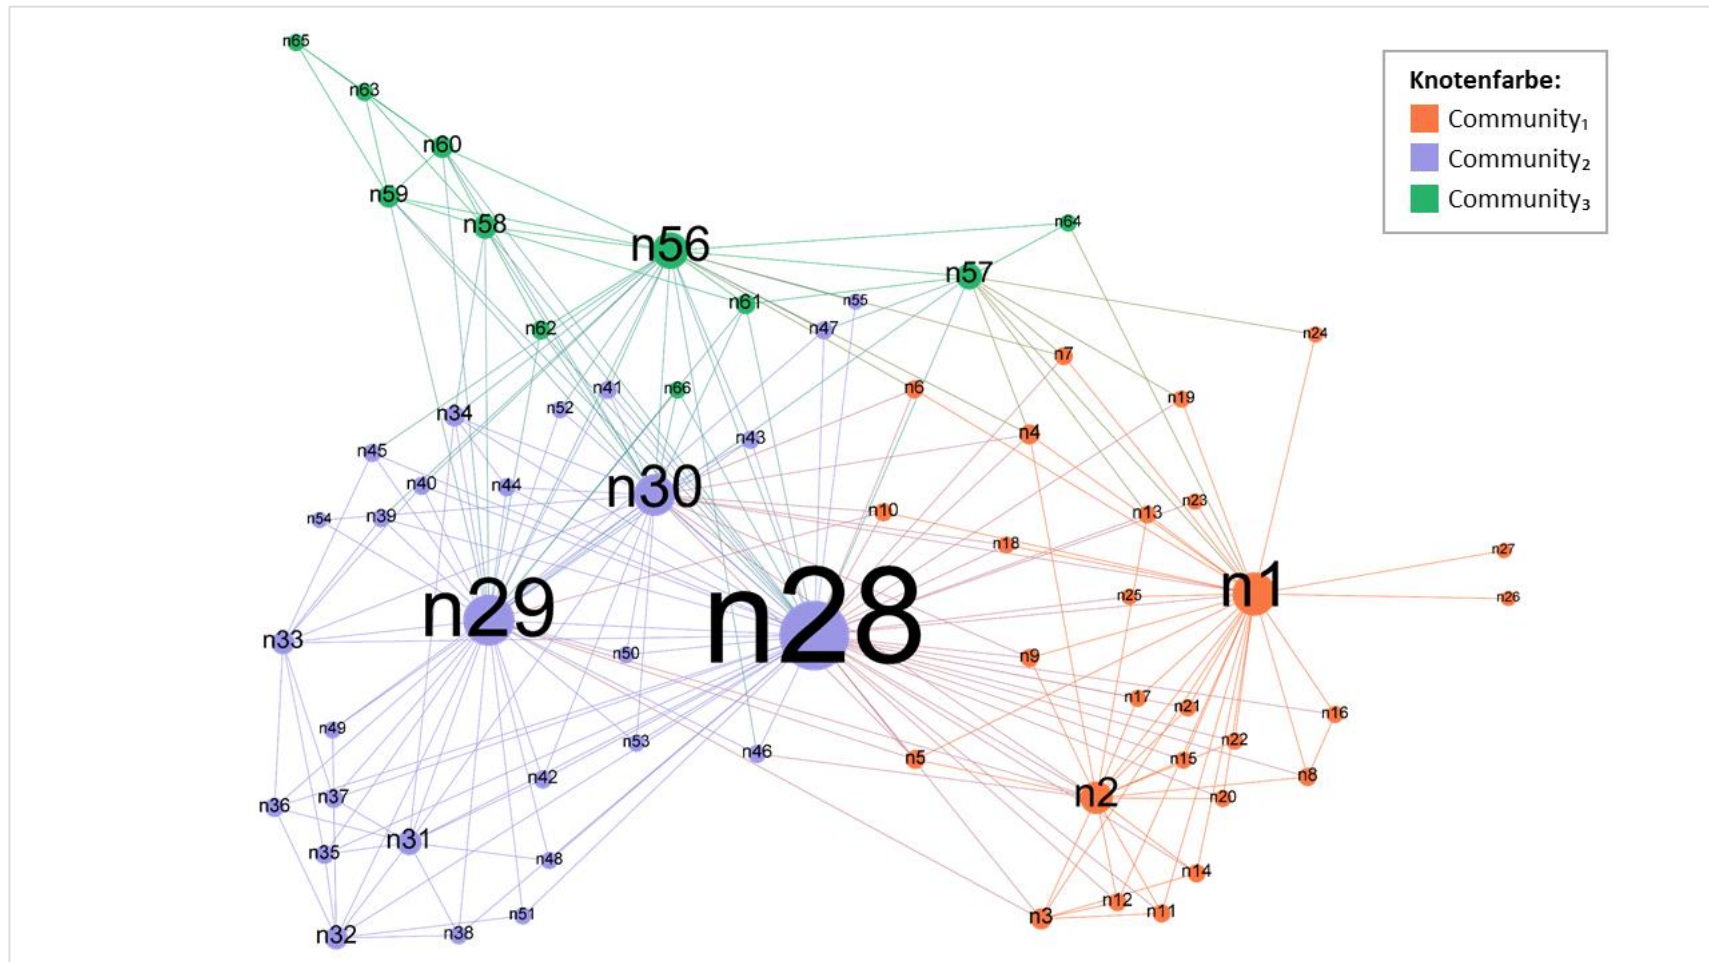 n65
Knotenfarbe:
n63
Community₁
n60
Community₂
n59
Community₃
n58
n64
n56
n57
n61
n55
n62
n47
n24
n7
n41
n66
n6
n19
n52
n34
n43
n4
n45
n40
n44
n30
n23
n54
n39
n10
n13
n18
n27
n29
n28
n25
n1
n26
n33
n50
n9
n17
n21
n16
n49
n53
n46
n22
n5
n15
n42
n8
n36
n37
n2
n20
n31
n35
n48
n14
n12
n51
n3
n11
n32
n38